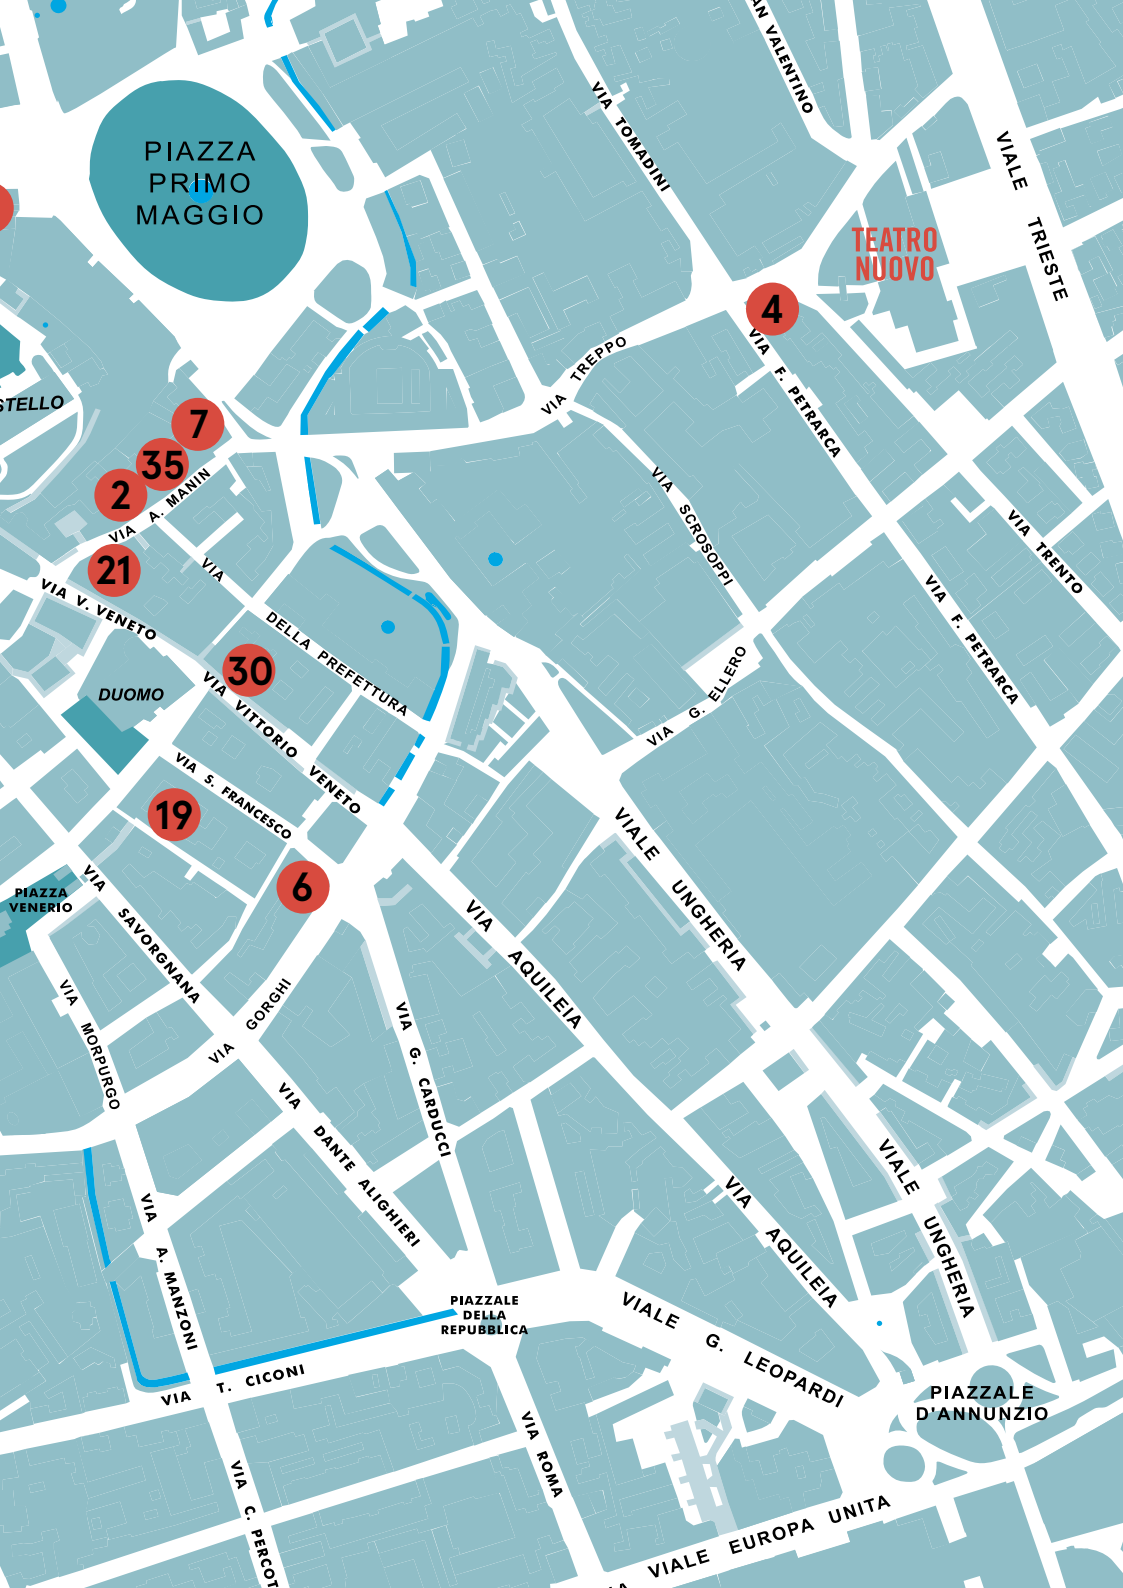 AN VALENTINO
VIA TOMADINI
VIALE TRIESTE
PIAZZA
PRIMO
MAGGIO
TEATRO
NUOVO
4
VIA TREPPO
VIA F. PETRARCA
STELLO
7
35
2
VIA A. MANIN
VIA SCROSOPPI
VIA TRENTO
21
VIA V. VENETO
VIA DELLA PREFETTURA
VIA F. PETRARCA
30
DUOMO
VIA G. ELLERO
VIA VITTORIO VENETO
VIA S. FRANCESCO
19
VIALE UNGHERIA
6
PIAZZA
VENERIO
VIA SAVORGNANA
VIA AQUILEIA
VIA MORPURGO
VIA GORGHI
VIA G. CARDUCCI
VIA DANTE ALIGHIERI
VIALE UNGHERIA
VIA AQUILEIA
VIA A. MANZONI
PIAZZALE
DELLA
REPUBBLICA
VIALE G. LEOPARDI
VIA T. CICONI
PIAZZALE
D'ANNUNZIO
VIA ROMA
VIA C. PERCOT
VIALE EUROPA UNITA